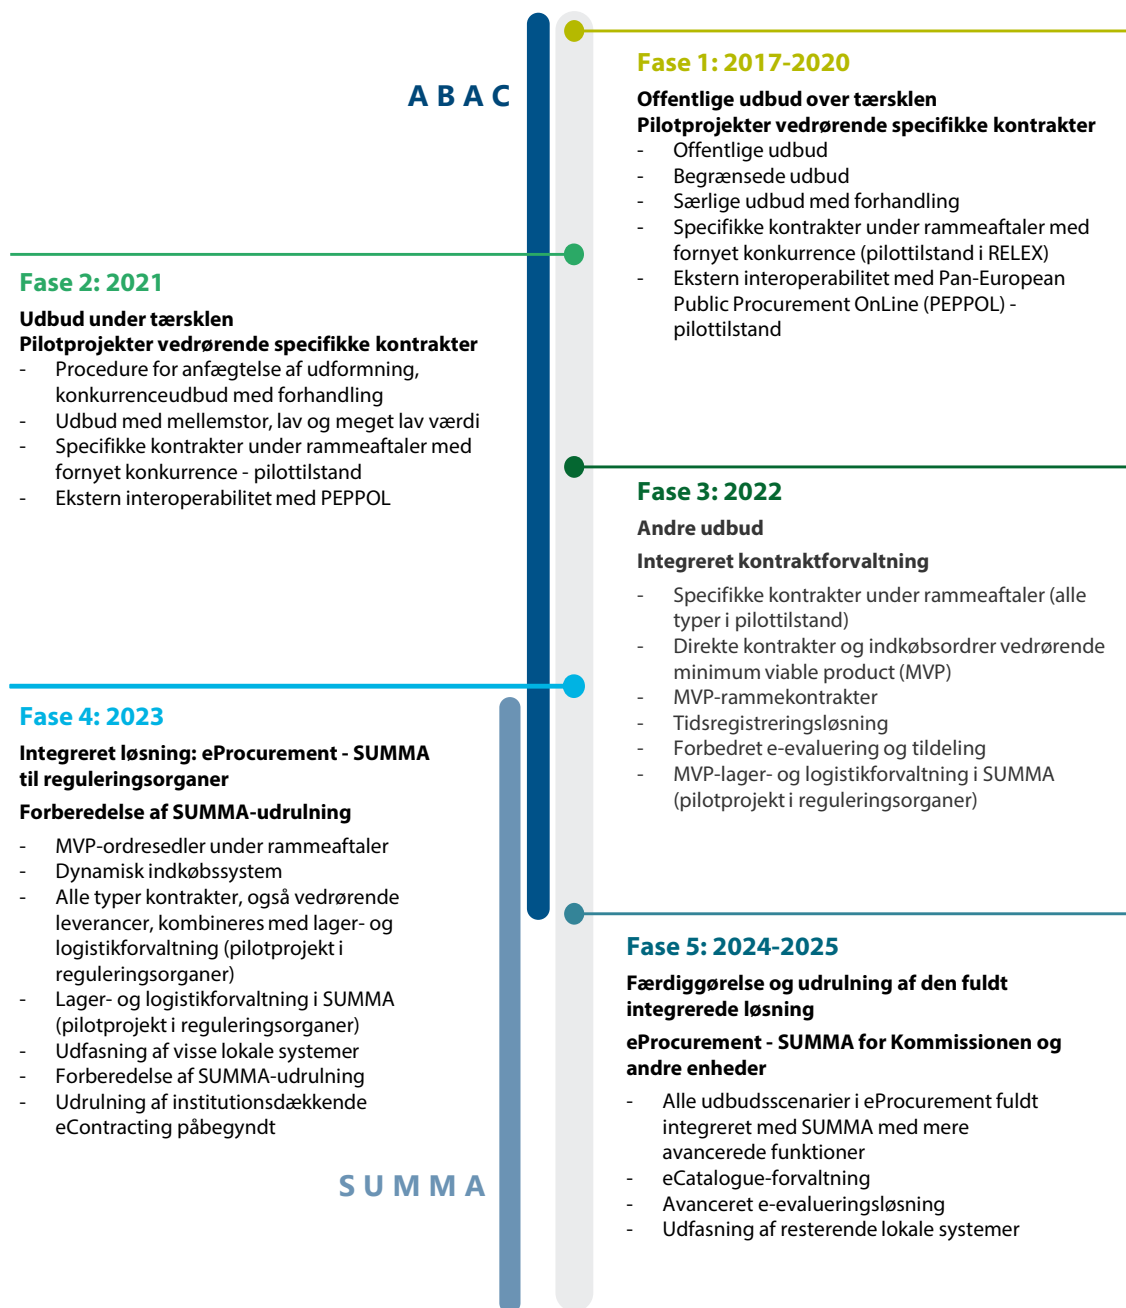 ABAC
Fase 1: 2017-2020
Offentlige udbud over tærsklen
Pilotprojekter vedrørende specifikke kontrakter
- Offentlige udbud
- Begrænsede udbud
- Særlige udbud med forhandling
- Specifikke kontrakter under rammeaftaler med
fornyet konkurrence (pilottilstand i RELEX)
- Ekstern interoperabilitet med Pan-European
Public Procurement OnLine (PEPPOL) -
pilottilstand
Fase 2: 2021
Udbud under tærsklen
Pilotprojekter vedrørende specifikke kontrakter
- Procedure for anfægtelse af udformning,
konkurrenceudbud med forhandling
- Udbud med mellemstor, lav og meget lav værdi
- Specifikke kontrakter under rammeaftaler med
fornyet konkurrence - pilottilstand
- Ekstern interoperabilitet med PEPPOL
Fase 3: 2022
Andre udbud
Integreret kontraktforvaltning
- Specifikke kontrakter under rammeaftaler (alle
typer i pilottilstand)
- Direkte kontrakter og indkøbsordrer vedrørende
minimum viable product (MVP)
- MVP-rammekontrakter
- Tidsregistreringsløsning
- Forbedret e-evaluering og tildeling
- MVP-lager- og logistikforvaltning i SUMMA
(pilotprojekt i reguleringsorganer)
Fase 4: 2023
Integreret løsning: eProcurement - SUMMA
til reguleringsorganer
Forberedelse af SUMMA-udrulning
- MVP-ordresedler under rammeaftaler
- Dynamisk indkøbssystem
- Alle typer kontrakter, også vedrørende
leverancer, kombineres med lager- og
logistikforvaltning (pilotprojekt i
reguleringsorganer)
- Lager- og logistikforvaltning i SUMMA
(pilotprojekt i reguleringsorganer)
- Udfasning af visse lokale systemer
- Forberedelse af SUMMA-udrulning
- Udrulning af institutionsdækkende
eContracting påbegyndt
SUMMA
Fase 5: 2024-2025
Færdiggørelse og udrulning af den fuldt
integrerede løsning
eProcurement - SUMMA for Kommissionen og
andre enheder
- Alle udbudsscenarier i eProcurement fuldt
integreret med SUMMA med mere
avancerede funktioner
- eCatalogue-forvaltning
- Avanceret e-evalueringsløsning
- Udfasning af resterende lokale systemer